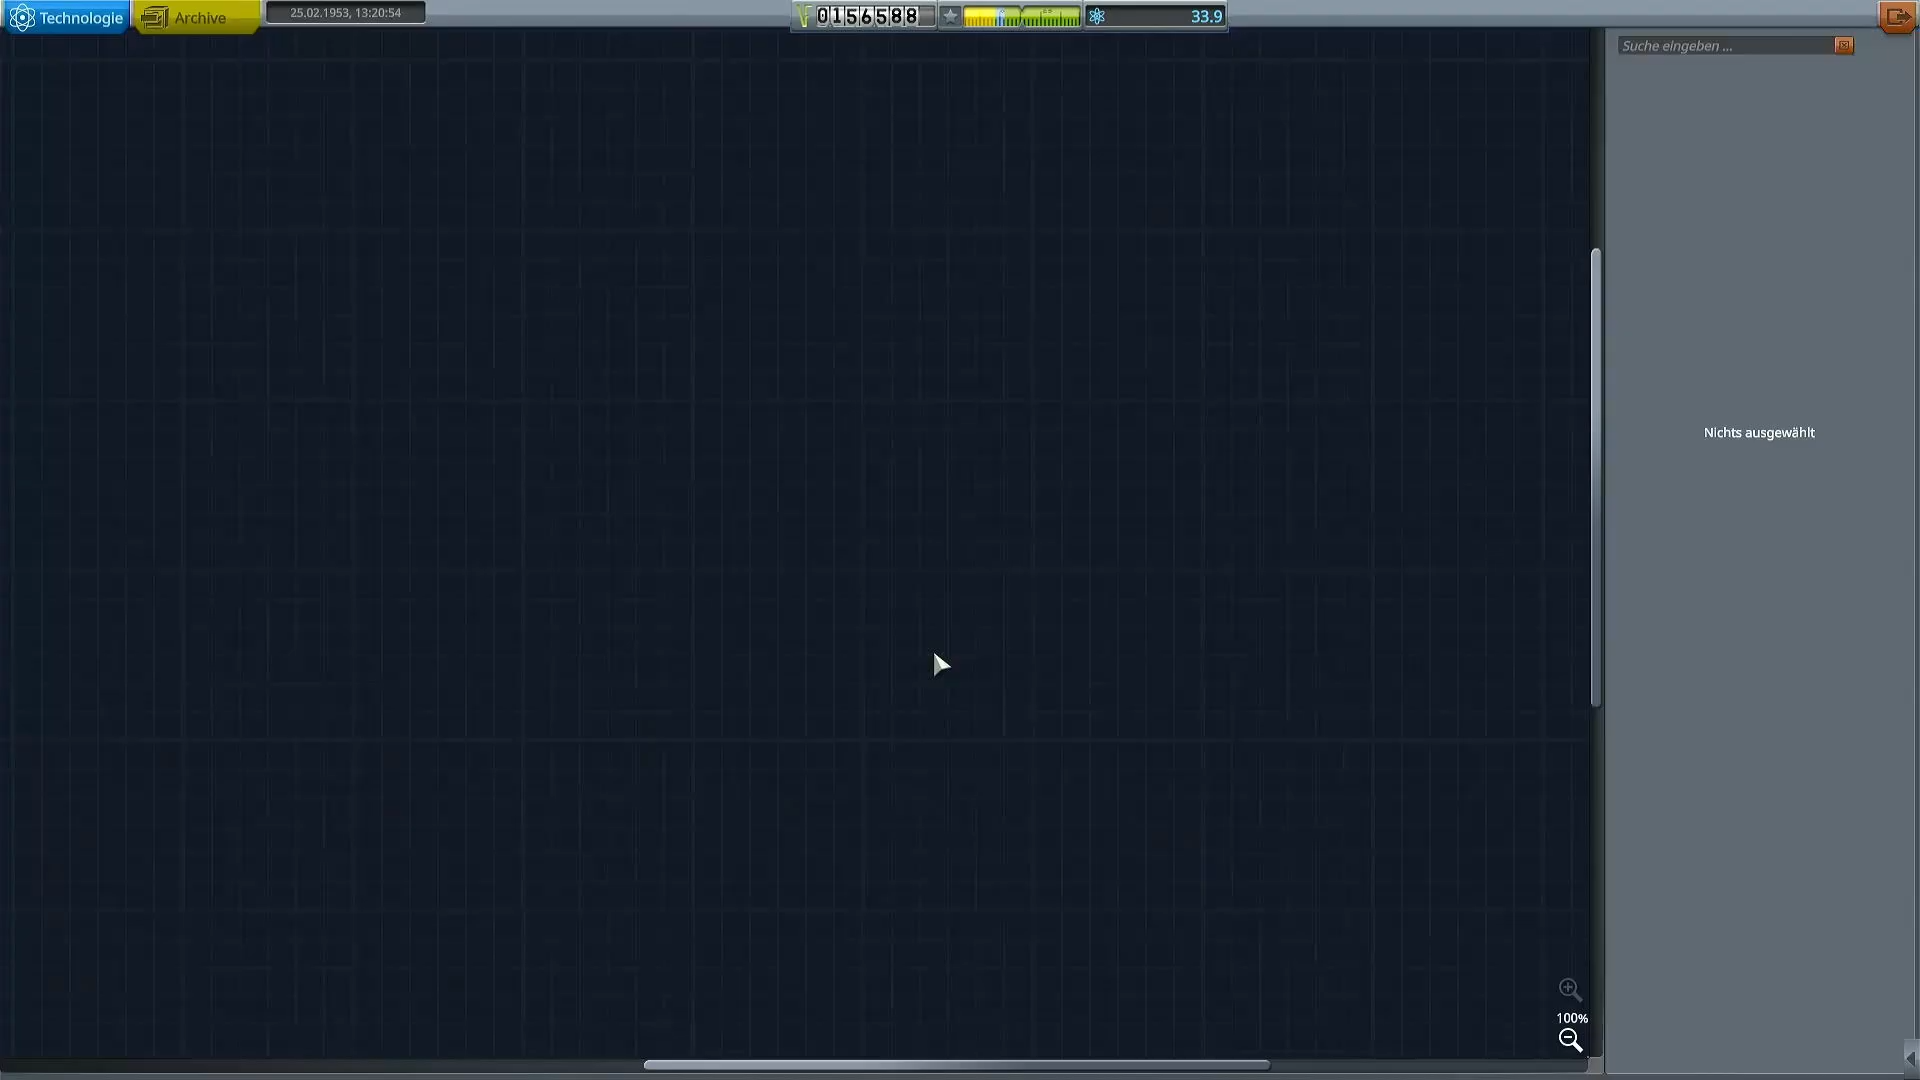 Technologie
Archive
25.02.1953, 13:20:54
0156588
33.9
Suche eingeben ...
Nichts ausgewählt
100%